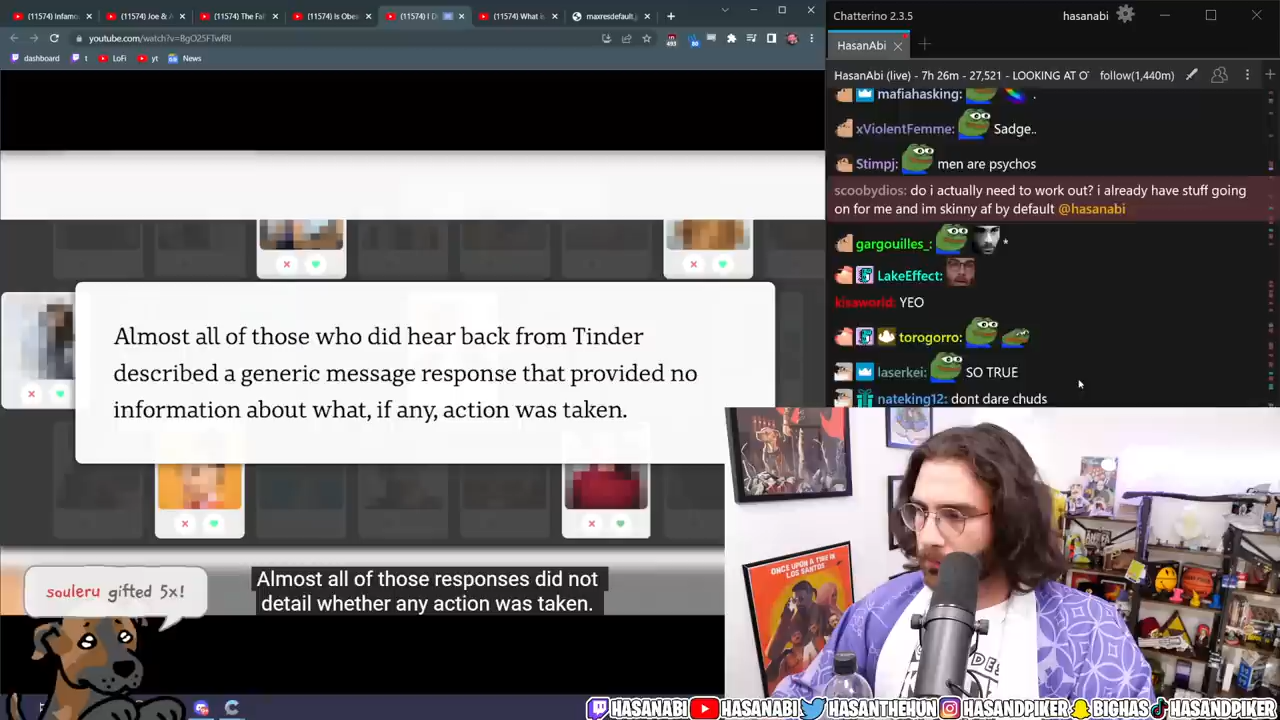 (11574) Infamou
(11574) Joe & A
(11574) The Fal
(11574) Is Obes
(11574) I D
(11574) What is
maxresdefault.j
youtube.com/watch?v=BgO25FTwfRI
dashboard
t
LoFi
yt
News
Almost all of those who did hear back from Tinder
described a generic message response that provided no
information about what, if any, action was taken.
Almost all of those responses did not
detail whether any action was taken.
souleru gifted 5x!
Chatterino 2.3.5
hasanabi
HasanAbi
HasanAbi (live) - 7h 26m - 27,521 - LOOKING AT O
follow(1,440m)
mafiahasking: .
xViolentFemme: Sadge..
Stimpj: men are psychos
scoobydios: do i actually need to work out? i already have stuff going
on for me and im skinny af by default @hasanabi
gargouilles_: *
LakeEffect:
kisaworld: YEO
torogorro:
laserkei: SO TRUE
nateking12: dont dare chuds
ONCE UPON A TIME IN
LOS SANTOS
HASANABI HASANABI HASANTHEHUN HASANDPIKER BIGHAS HASANDPIKER